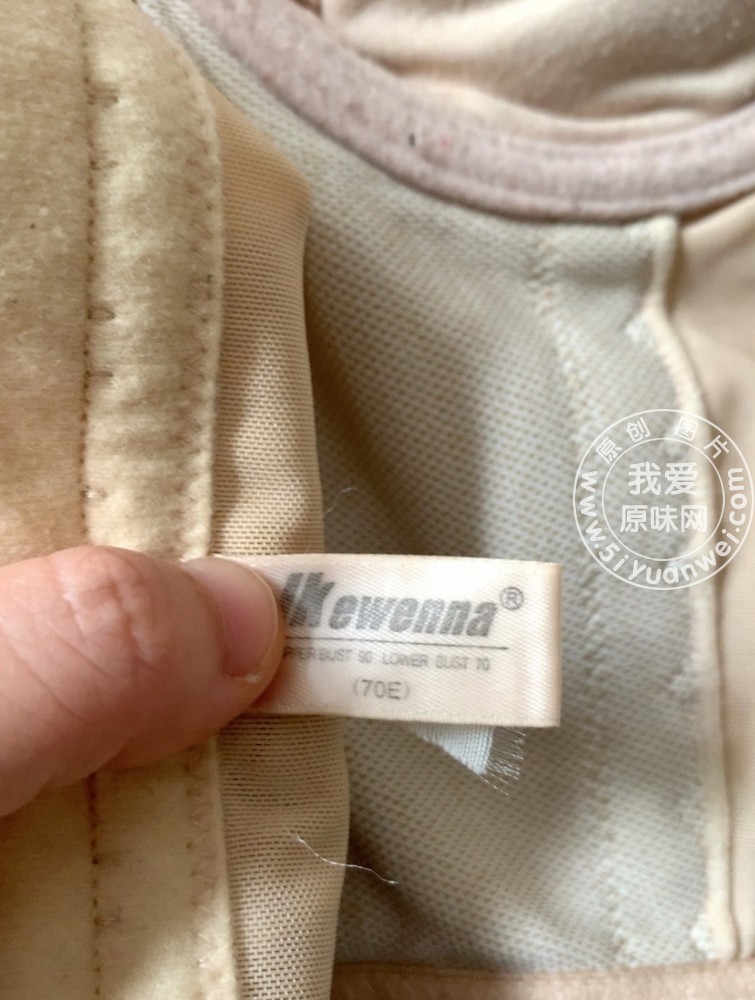 原创图片
我爱
原味网
www.5iyuanwei.com
Kewenna®
UPPER BUST 90 LOWER BUST 70
(70E)